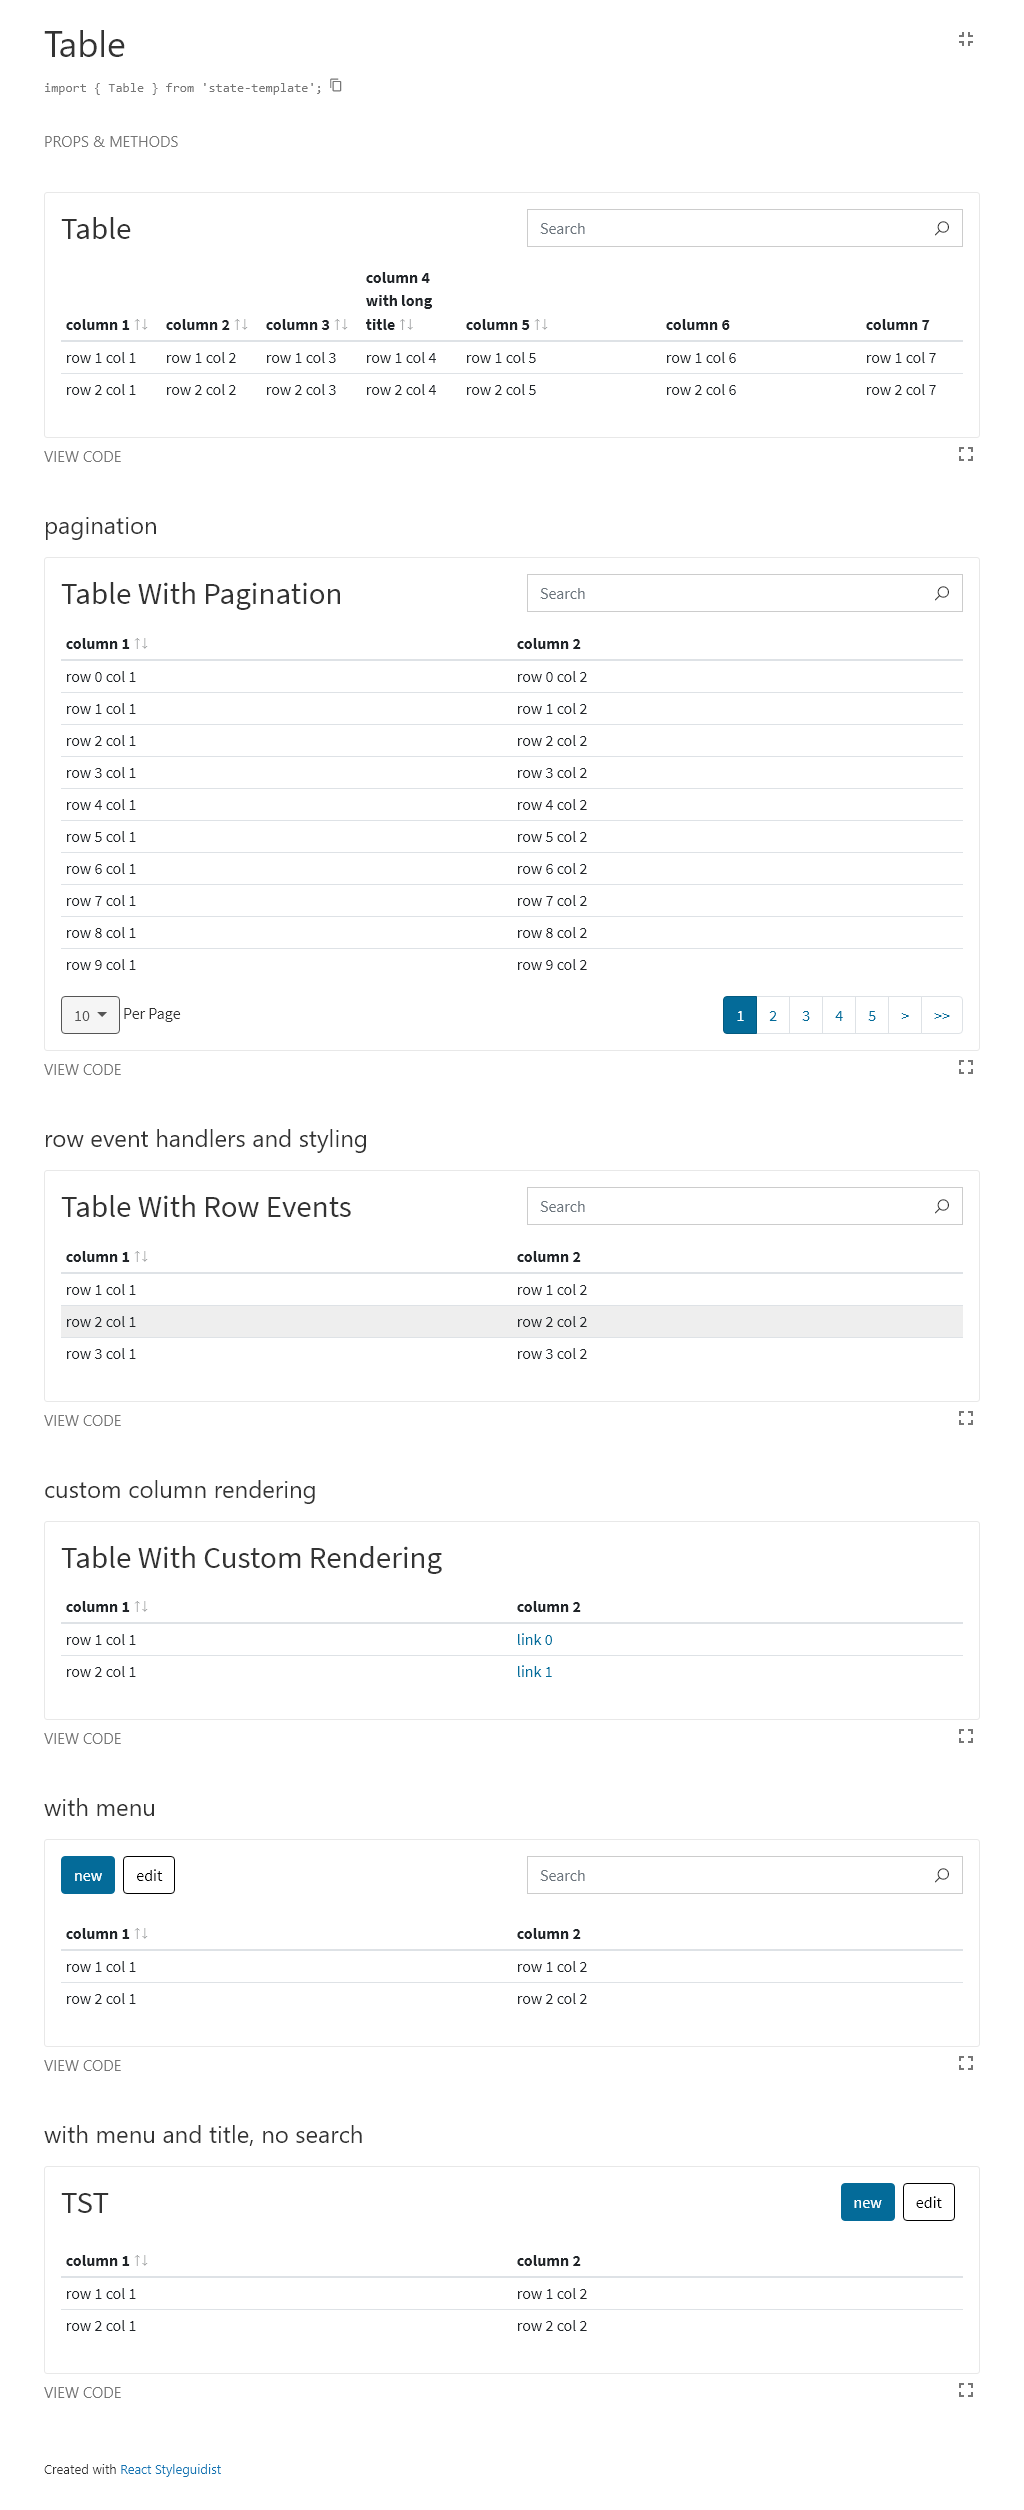 Table
import { Table } from 'state-template';
PROPS & METHODS
Table
Search
column 1 column 2 column 3 column 4 with long title column 5 column 6 column 7
row 1 col 1 row 1 col 2 row 1 col 3 row 1 col 4 row 1 col 5 row 1 col 6 row 1 col 7
row 2 col 1 row 2 col 2 row 2 col 3 row 2 col 4 row 2 col 5 row 2 col 6 row 2 col 7
VIEW CODE
pagination
Table With Pagination
Search
column 1 column 2
row 0 col 1 row 0 col 2
row 1 col 1 row 1 col 2
row 2 col 1 row 2 col 2
row 3 col 1 row 3 col 2
row 4 col 1 row 4 col 2
row 5 col 1 row 5 col 2
row 6 col 1 row 6 col 2
row 7 col 1 row 7 col 2
row 8 col 1 row 8 col 2
row 9 col 1 row 9 col 2
10 Per Page 1 2 3 4 5 > >>
VIEW CODE
row event handlers and styling
Table With Row Events
Search
column 1 column 2
row 1 col 1 row 1 col 2
row 2 col 1 row 2 col 2
row 3 col 1 row 3 col 2
VIEW CODE
custom column rendering
Table With Custom Rendering
column 1 column 2
row 1 col 1 link 0
row 2 col 1 link 1
VIEW CODE
with menu
new edit Search
column 1 column 2
row 1 col 1 row 1 col 2
row 2 col 1 row 2 col 2
VIEW CODE
with menu and title, no search
TST new edit
column 1 column 2
row 1 col 1 row 1 col 2
row 2 col 1 row 2 col 2
VIEW CODE
Created with React Styleguidist